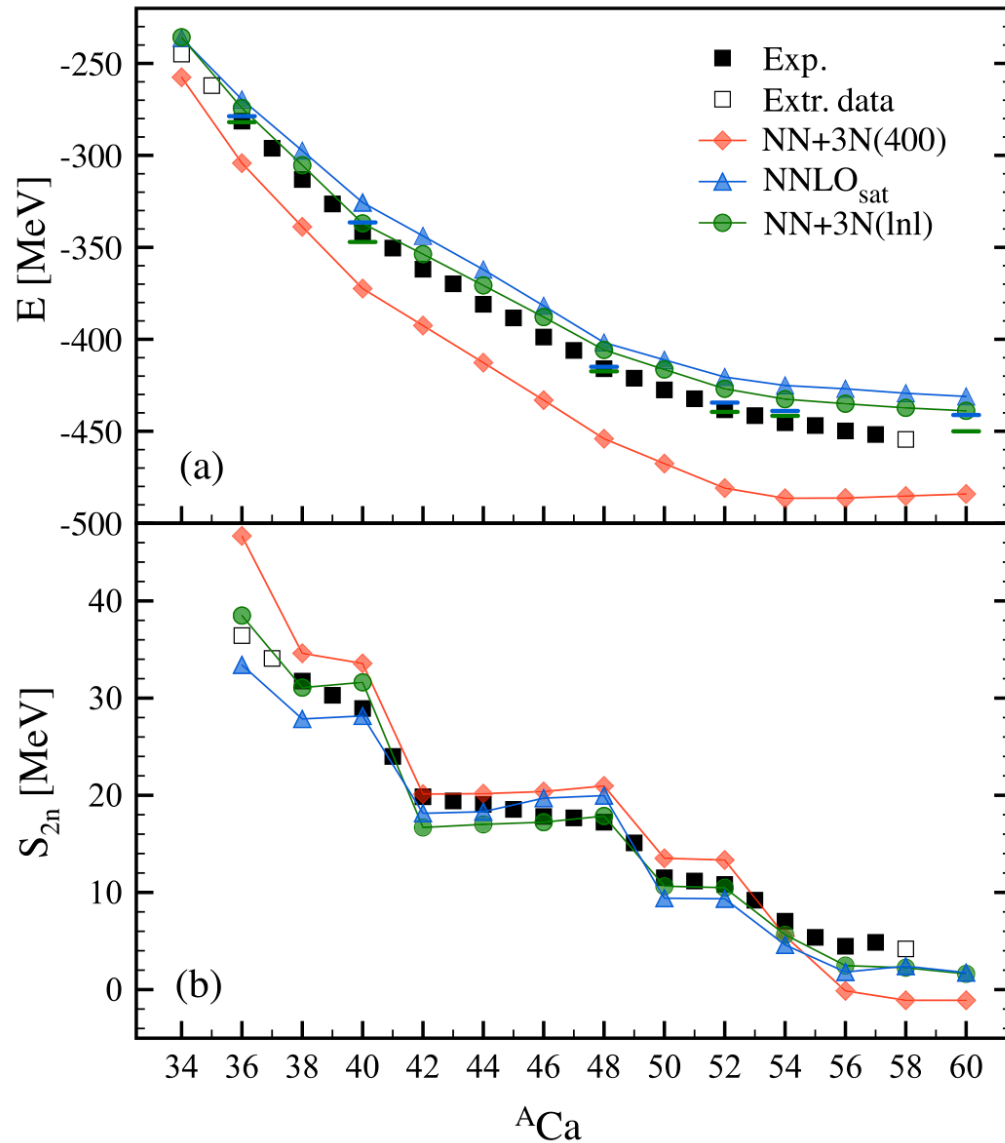 E [MeV]
-250
-300
-350
-400
-450
-500
Exp.
Extr. data
NN+3N(400)
NNLOsat
NN+3N(lnl)
(a)
S2n [MeV]
40
30
20
10
0
(b)
34 36 38 40 42 44 46 48 50 52 54 56 58 60
ACa